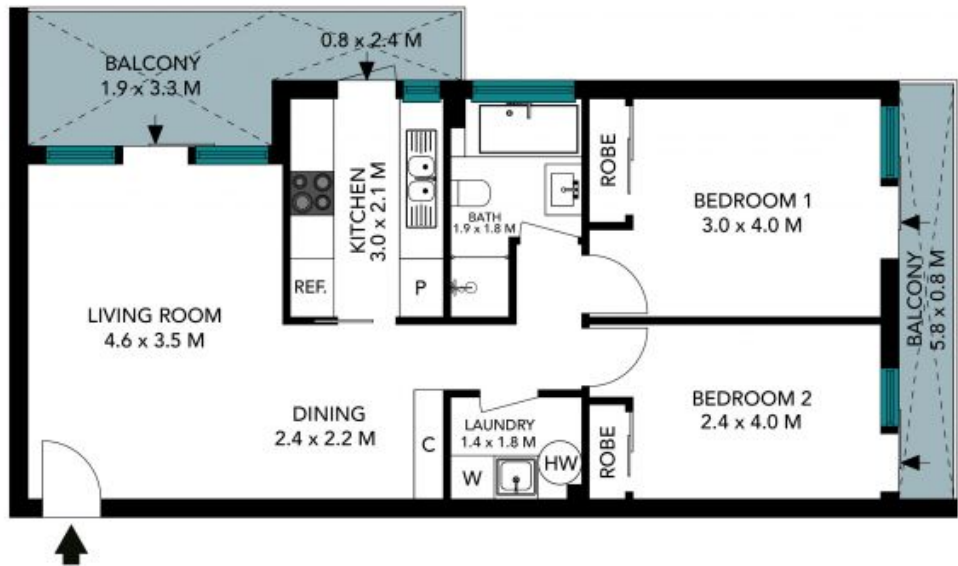 BALCONY
1.9 x 3.3 M
0.8 x 2.4 M
KITCHEN
3.0 x 2.1 M
REF.
P
BATH
1.9 x 1.8 M
ROBE
BEDROOM 1
3.0 x 4.0 M
BALCONY
5.8 x 0.8 M
LIVING ROOM
4.6 x 3.5 M
DINING
2.4 x 2.2 M
C
LAUNDRY
1.4 x 1.8 M
W
HW
ROBE
BEDROOM 2
2.4 x 4.0 M